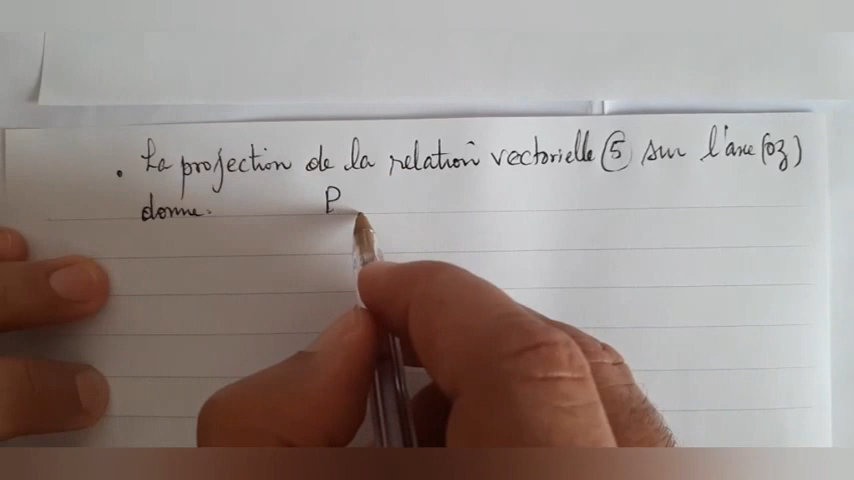 . La projection de la relation vectorielle (5) sur l'axe (oz)
donne. P